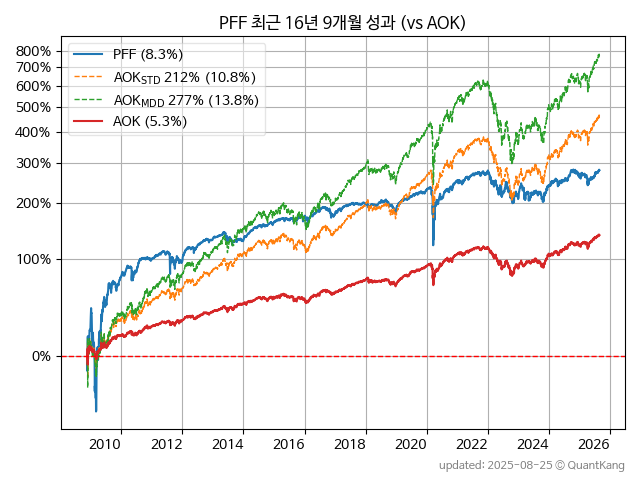 PFF 최근 16년 9개월 성과 (vs AOK)
800%
700%
600%
500%
400%
300%
200%
100%
0%
PFF (8.3%)
AOK_STD 212% (10.8%)
AOK_MDD 277% (13.8%)
AOK (5.3%)
2010 2012 2014 2016 2018 2020 2022 2024 2026
updated: 2025-08-25 ⓒ QuantKang